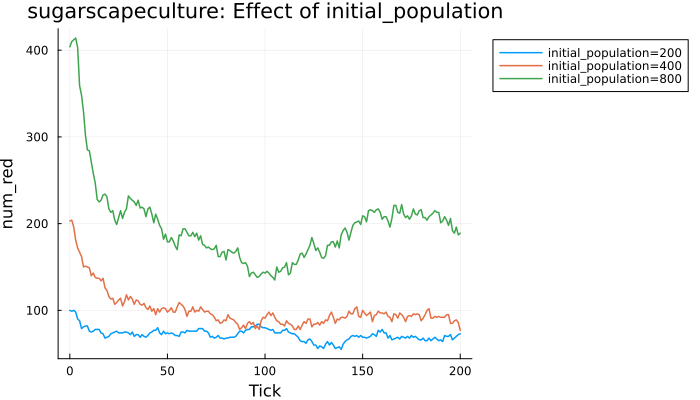 sugarscapeculture: Effect of initial_population
initial_population=200
initial_population=400
initial_population=800
400
300
200
100
num_red
0
50
100
150
200
Tick